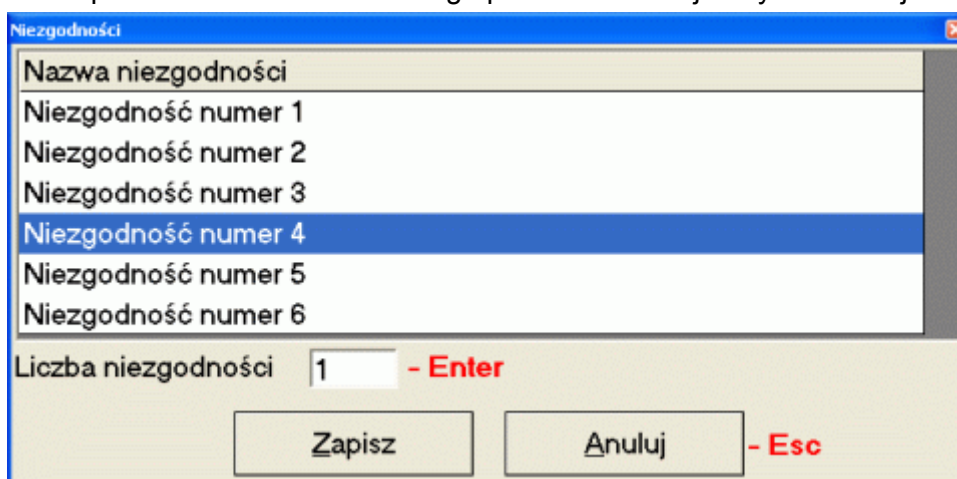 Niezgodności
Nazwa niezgodności
Niezgodność numer 1
Niezgodność numer 2
Niezgodność numer 3
Niezgodność numer 4
Niezgodność numer 5
Niezgodność numer 6
Liczba niezgodności 1 - Enter
Zapisz Anuluj - Esc